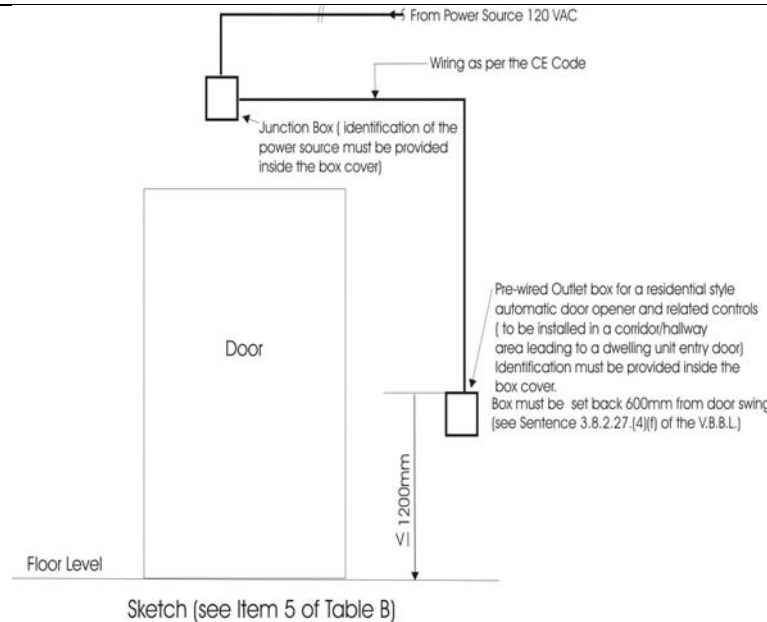 From Power Source 120 VAC
Wiring as per the CE Code
Junction Box ( identification of the
power source must be provided
inside the box cover)
Pre-wired Outlet box for a residential style
automatic door opener and related controls
( to be installed in a corridor/hallway
area leading to a dwelling unit entry door)
Identification must be provided inside the
box cover.
Box must be set back 600mm from door swing
(see Sentence 3.8.2.27.(4)(f) of the V.B.B.L.)
Door
≤ 1200mm
Floor Level
Sketch (see Item 5 of Table B)